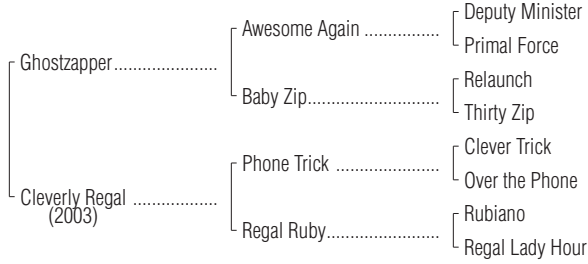 Deputy Minister
Awesome Again ..................
Primal Force
Ghostzapper.........................
Relaunch
Baby Zip................................
Thirty Zip
Clever Trick
Phone Trick .........................
Over the Phone
Cleverly Regal ....................
(2003)
Rubiano
Regal Ruby...........................
Regal Lady Hour